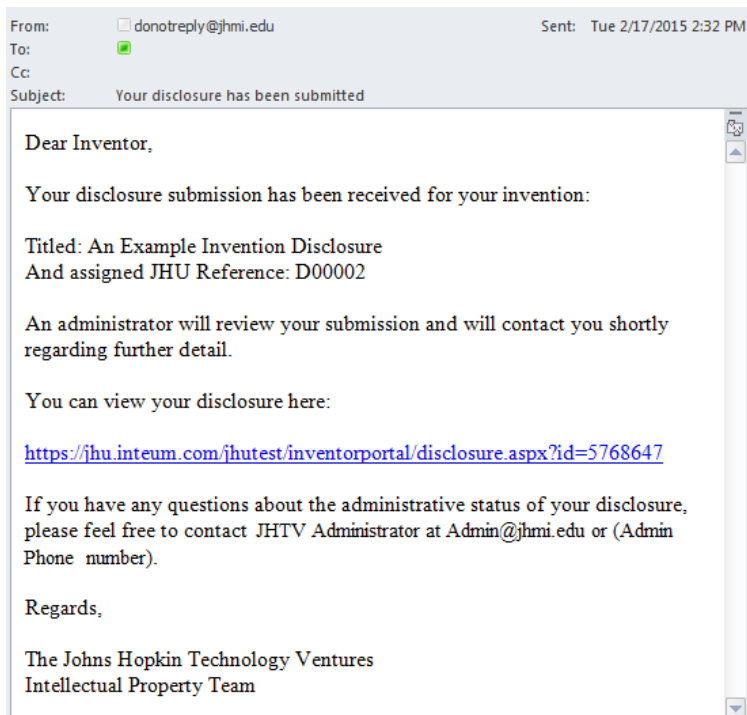 From: donotreply@jhmi.edu Sent: Tue 2/17/2015 2:32 PM
To:
Cc:
Subject: Your disclosure has been submitted
Dear Inventor,
Your disclosure submission has been received for your invention:
Titled: An Example Invention Disclosure
And assigned JHU Reference: D00002
An administrator will review your submission and will contact you shortly
regarding further detail.
You can view your disclosure here:
https://jhu.inteum.com/jhutest/inventorportal/disclosure.aspx?id=5768647
If you have any questions about the administrative status of your disclosure,
please feel free to contact JHTV Administrator at Admin@jhmi.edu or (Admin
Phone number).
Regards,
The Johns Hopkin Technology Ventures
Intellectual Property Team